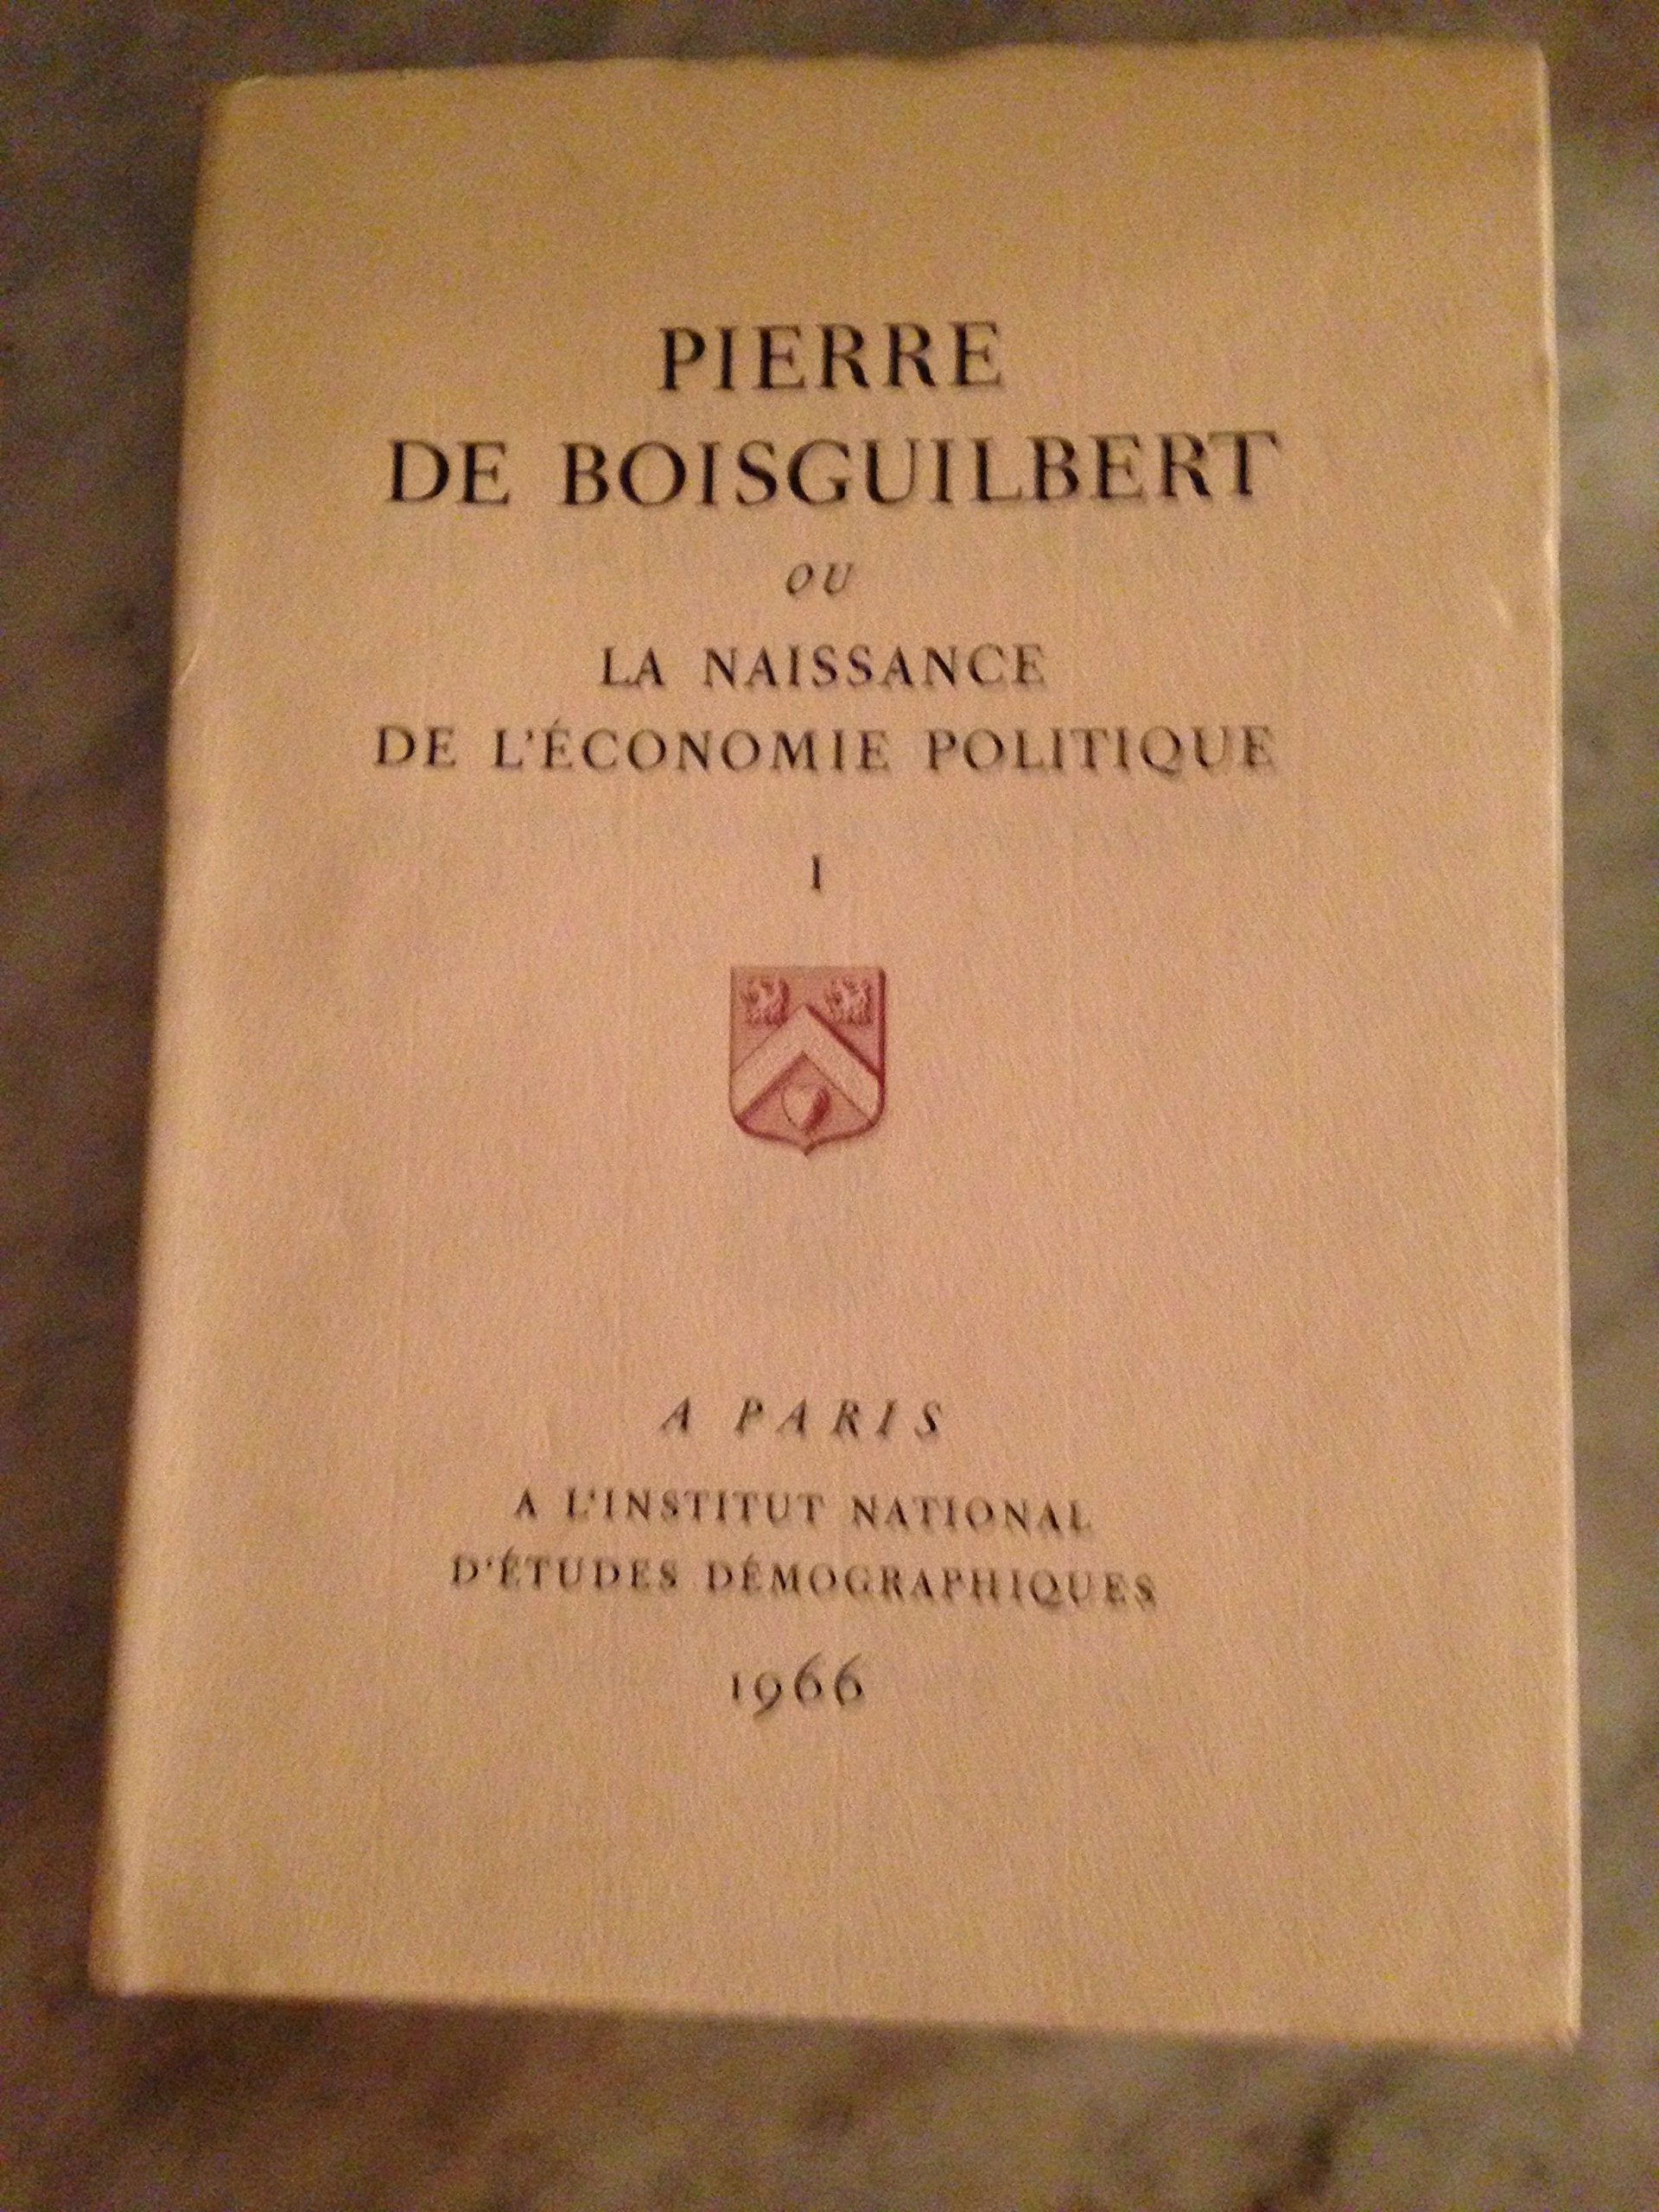 PIERRE
DE BOISGUILBERT
OU
LA NAISSANCE
DE L'ÉCONOMIE POLITIQUE
I
A PARIS
A L'INSTITUT NATIONAL
D'ÉTUDES DÉMOGRAPHIQUES
1966